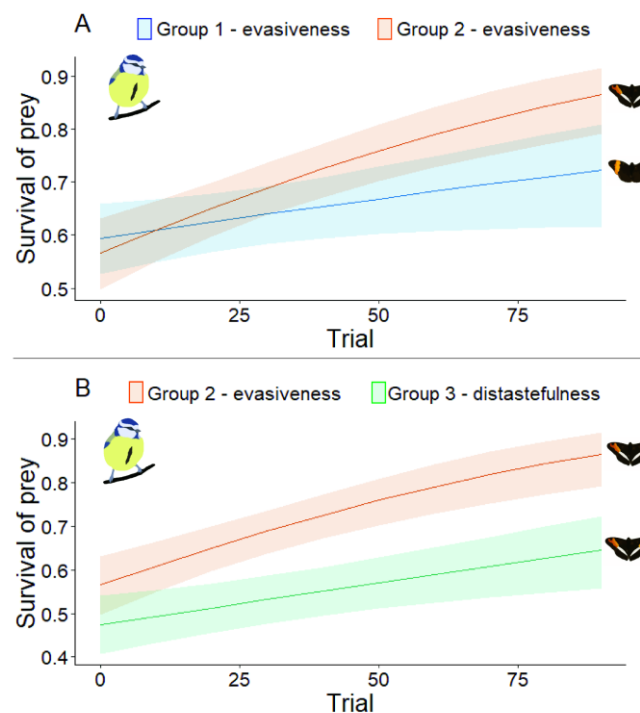 A
Group 1 - evasiveness Group 2 - evasiveness
Survival of prey
0.9
0.8
0.7
0.6
0.5
0 25 50 75
Trial
B
Group 2 - evasiveness Group 3 - distastefulness
Survival of prey
0.9
0.8
0.7
0.6
0.5
0.4
0 25 50 75
Trial